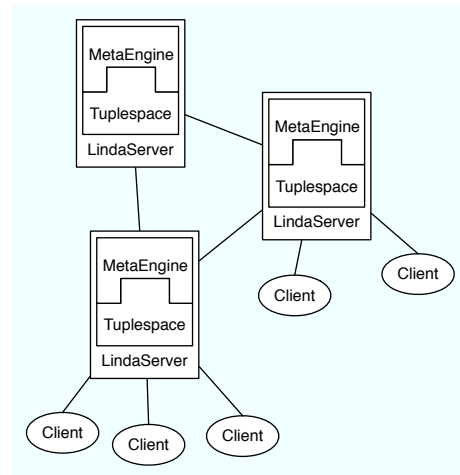 MetaEngine
Tuplespace
LindaServer
MetaEngine
Tuplespace
LindaServer
MetaEngine
Tuplespace
LindaServer
Client
Client
Client
Client
Client